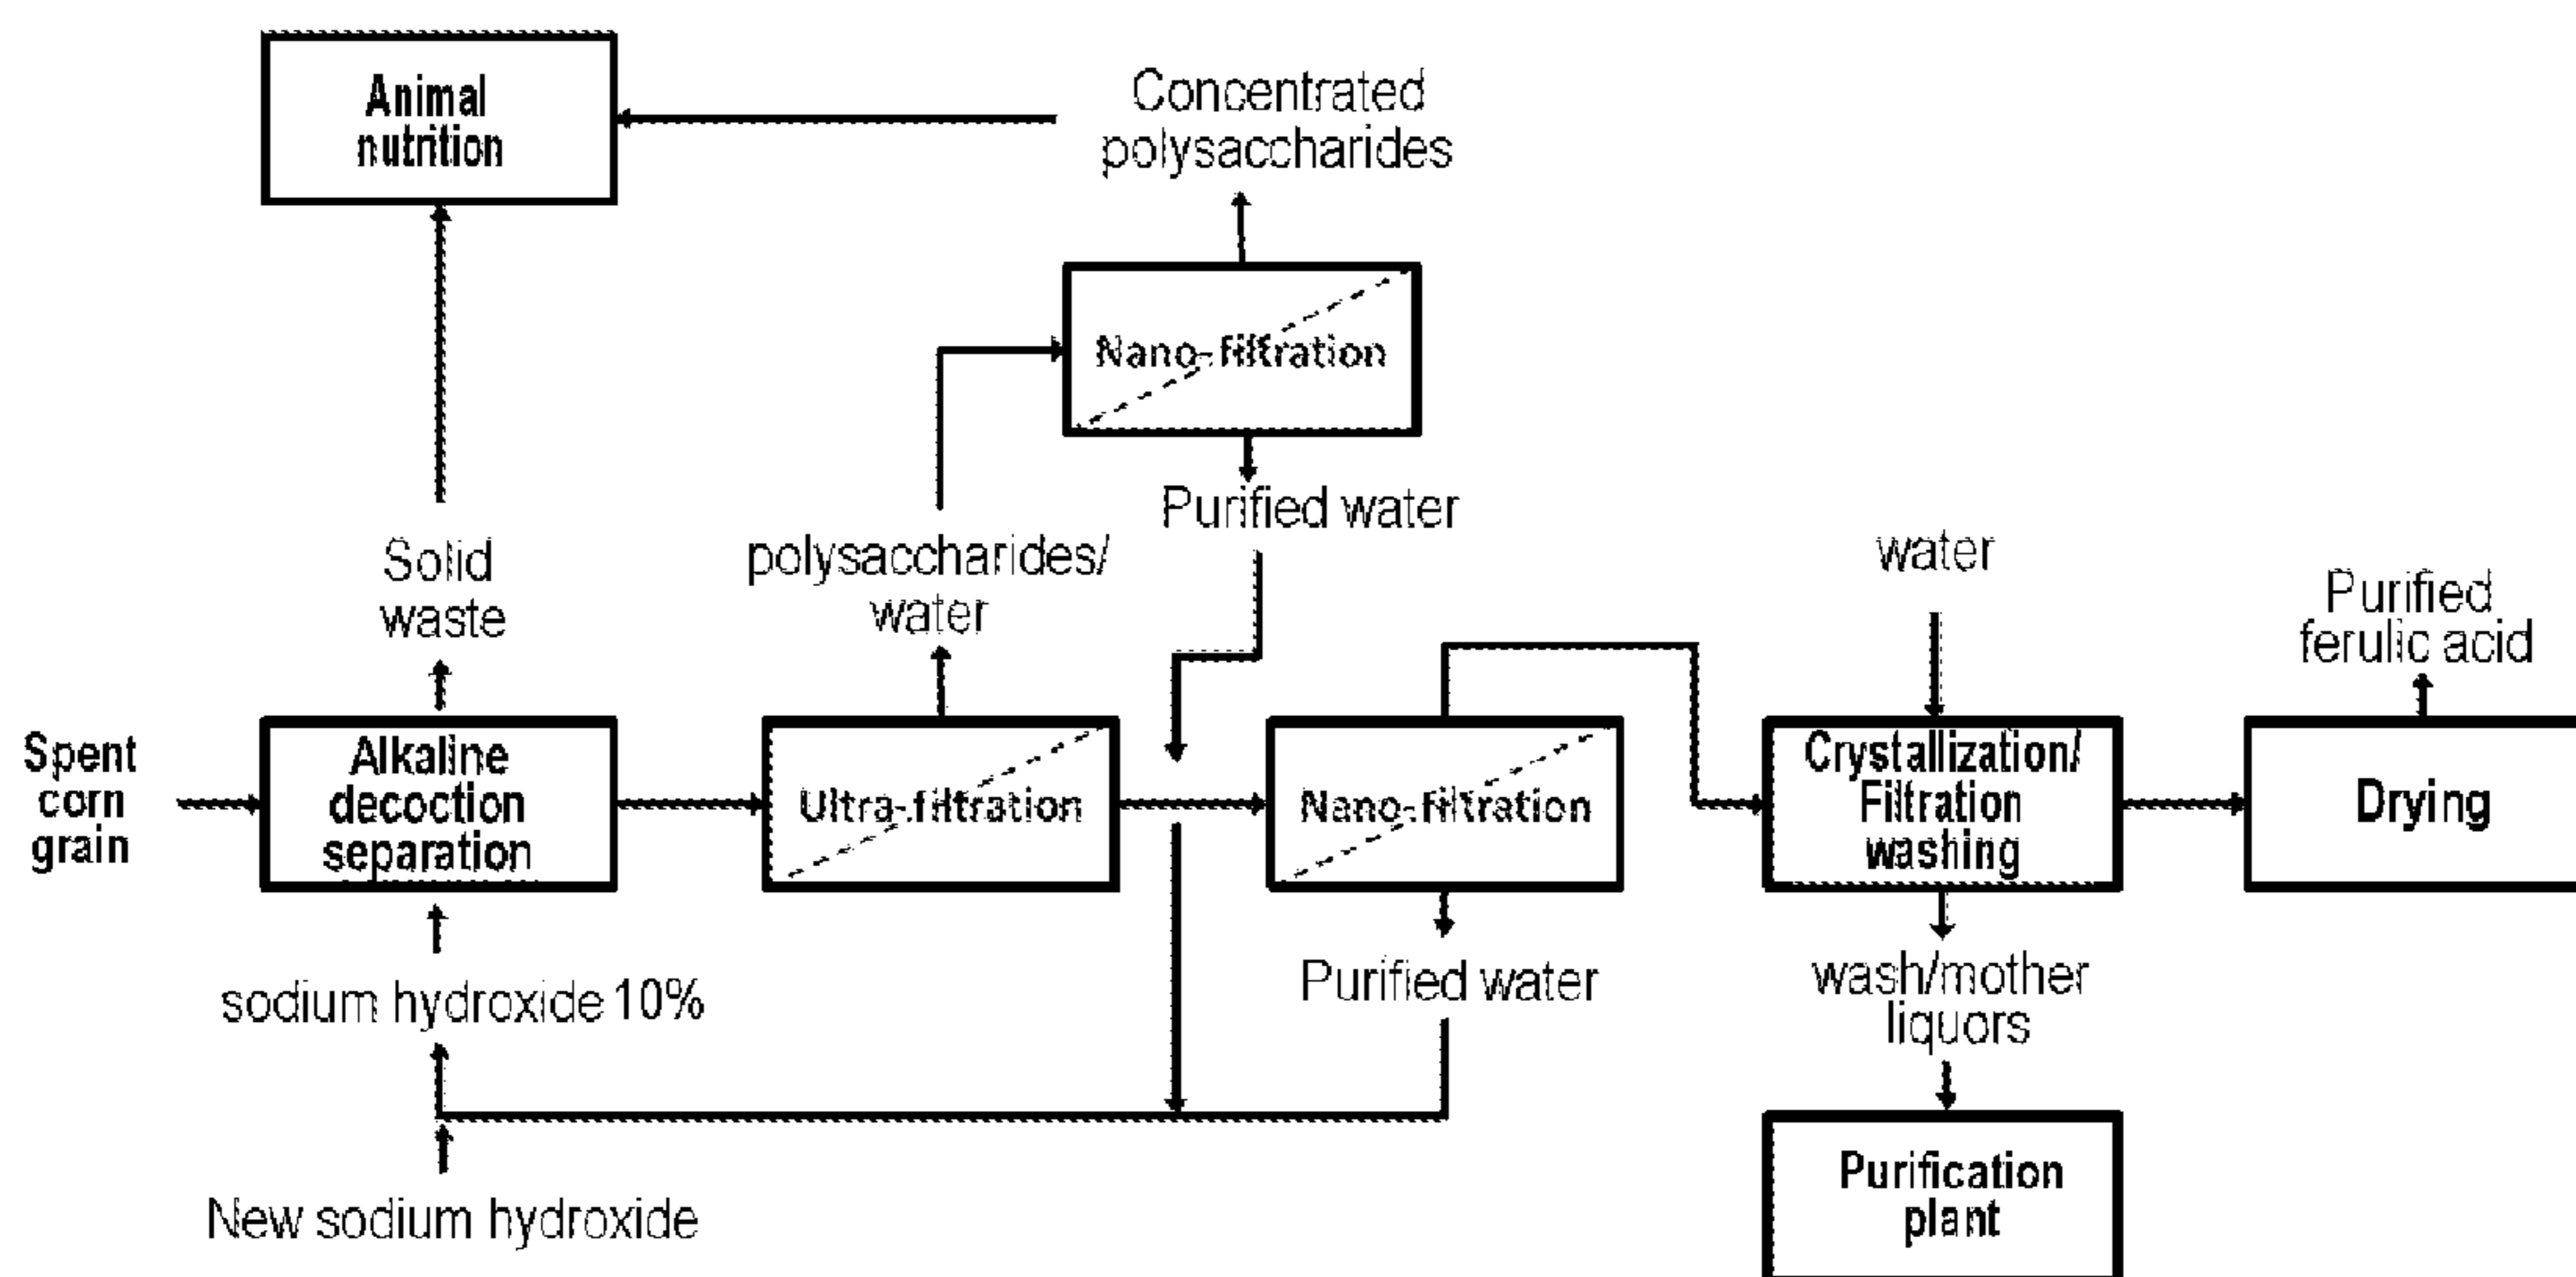 Animal
nutrition
Concentrated
polysaccharides
Nano-filtration
Purified water
Solid
waste
polysaccharides/
water
water
Purified
ferulic acid
Spent
corn
grain
Alkaline
decoction
separation
Ultra-filtration
Nano-filtration
Crystallization/
Filtration
washing
Drying
sodium hydroxide 10%
Purified water
wash/mother
liquors
New sodium hydroxide
Purification
plant